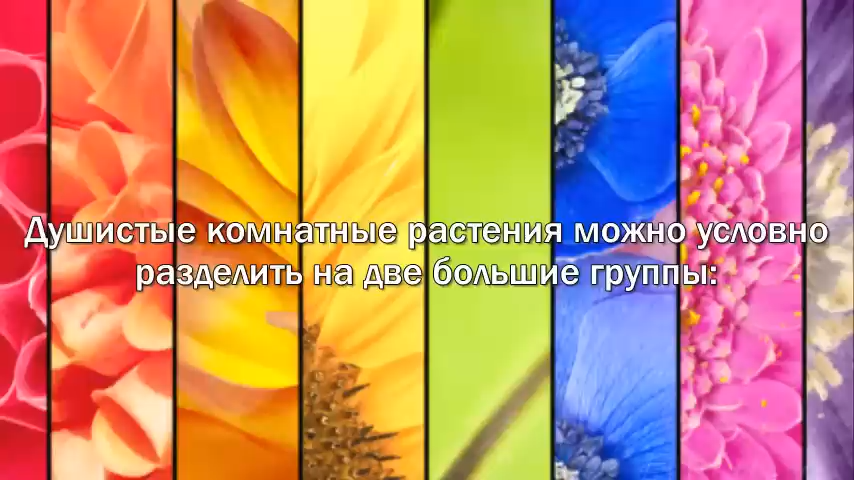 Душистые комнатные растения можно условно
разделить на две большие группы: